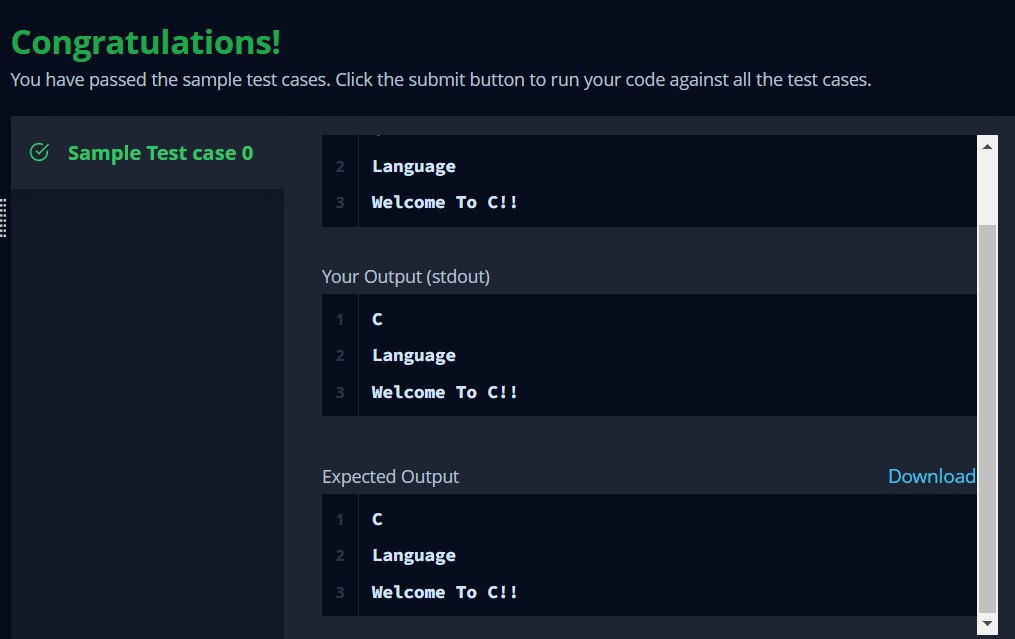 Congratulations!
You have passed the sample test cases. Click the submit button to run your code against all the test cases.
Sample Test case 0
2 Language
3 Welcome To C!!
Your Output (stdout)
1 C
2 Language
3 Welcome To C!!
Expected Output Download
1 C
2 Language
3 Welcome To C!!